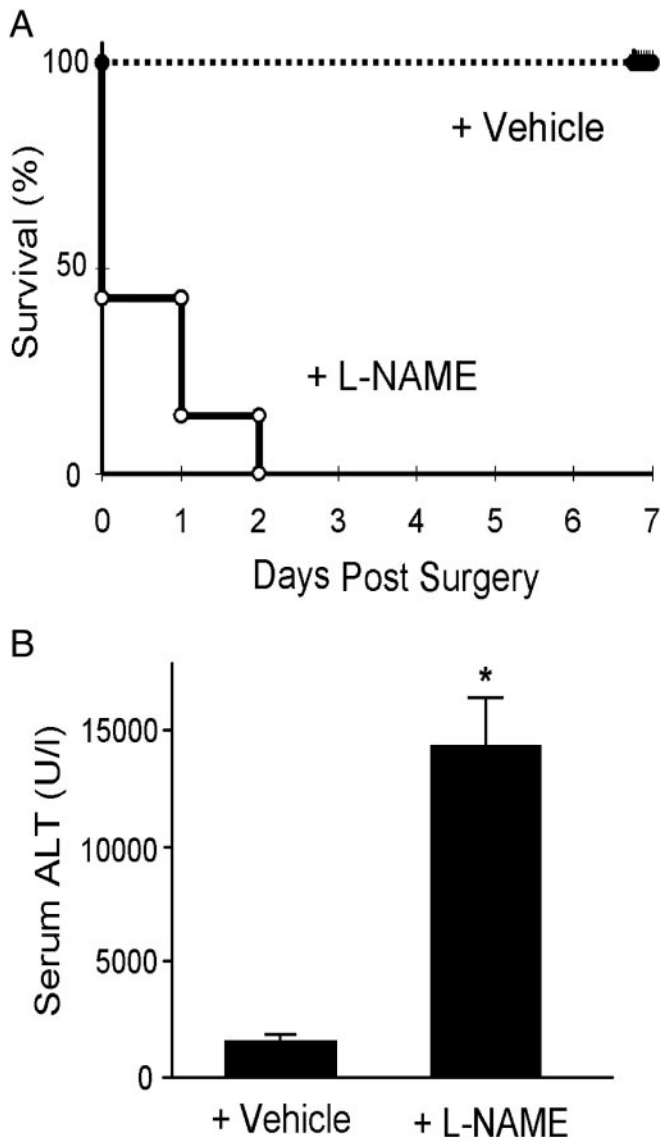 A
Survival (%)
100
50
0
+ Vehicle
+ L-NAME
0 1 2 3 4 5 6 7
Days Post Surgery
B
Serum ALT (U/l)
15000
10000
5000
0
*
+ Vehicle + L-NAME